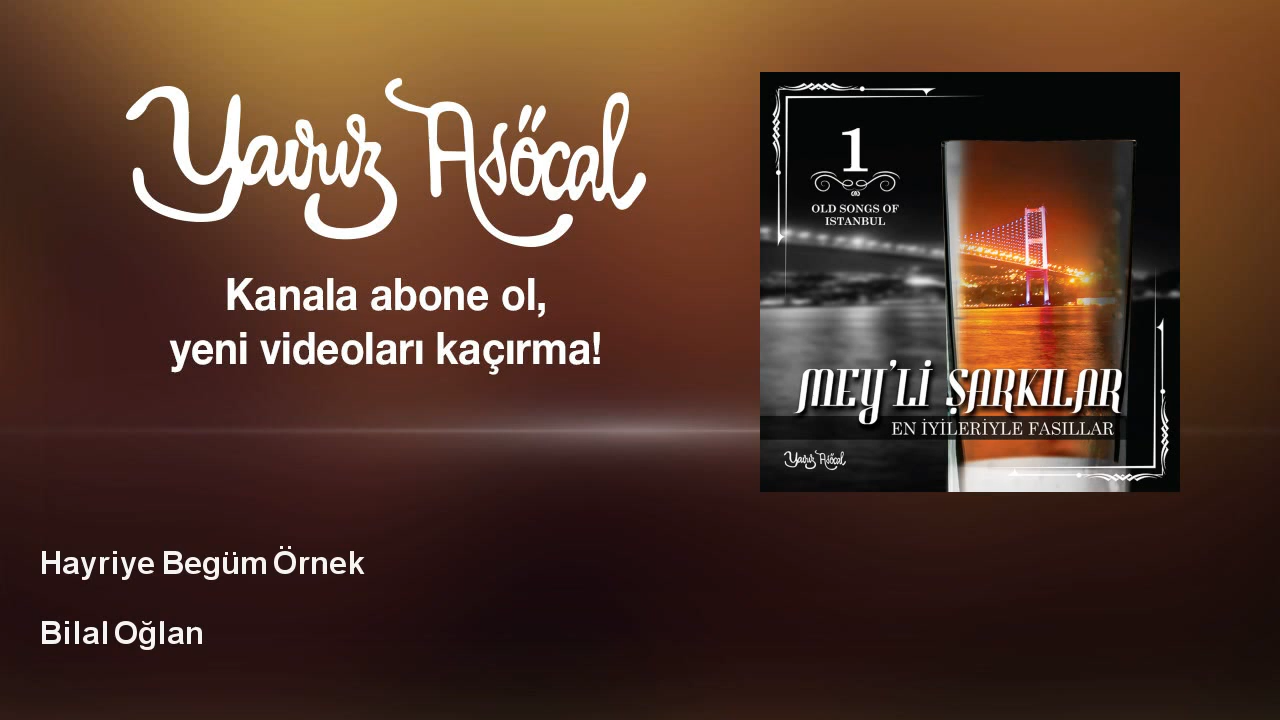 Yavuz Asöcal
Kanala abone ol,
yeni videoları kaçırma!
1
OLD SONGS OF
ISTANBUL
MEY'Lİ ŞARKILAR
EN İYİLERİYLE FASILLAR
Yavuz Asöcal
Hayriye Begüm Örnek
Bilal Oğlan